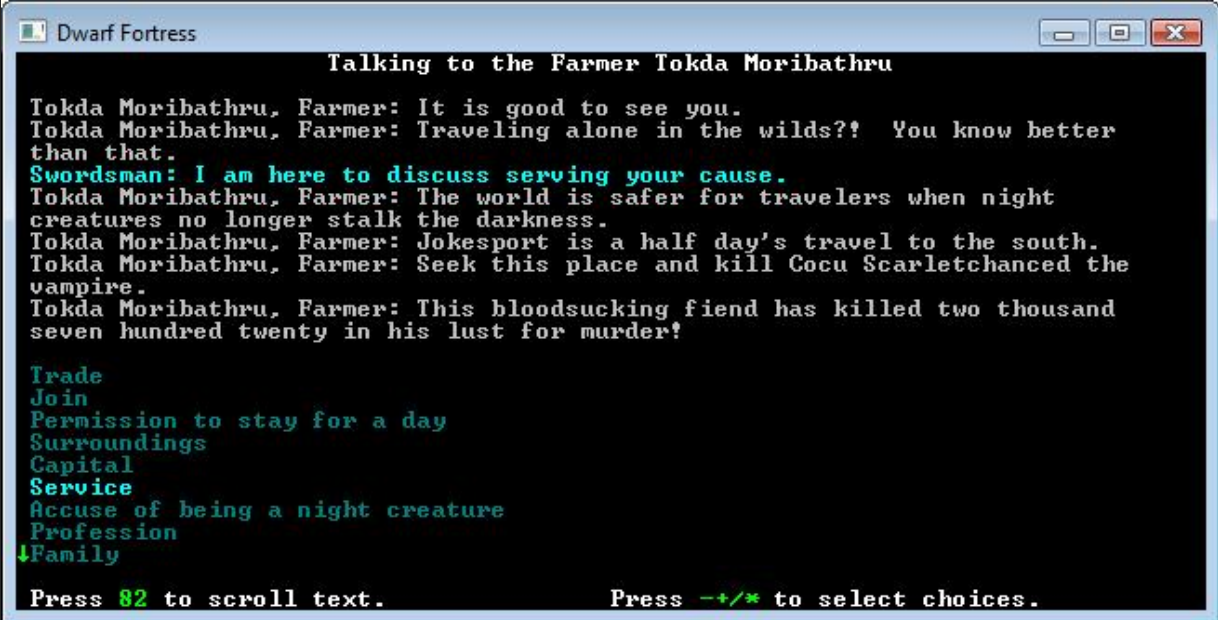 Dwarf Fortress
Talking to the Farmer Tokda Moribathru
Tokda Moribathru, Farmer: It is good to see you.
Tokda Moribathru, Farmer: Traveling alone in the wilds?!  You know better
than that.
Swordsman: I am here to discuss serving your cause.
Tokda Moribathru, Farmer: The world is safer for travelers when night
creatures no longer stalk the darkness.
Tokda Moribathru, Farmer: Jokesport is a half day's travel to the south.
Tokda Moribathru, Farmer: Seek this place and kill Cocu Scarletchanced the
vampire.
Tokda Moribathru, Farmer: This bloodsucking fiend has killed two thousand
seven hundred twenty in his lust for murder!
Trade
Join
Permission to stay for a day
Surroundings
Capital
Service
Accuse of being a night creature
Profession
↓Family
Press 82 to scroll text. Press -+/* to select choices.